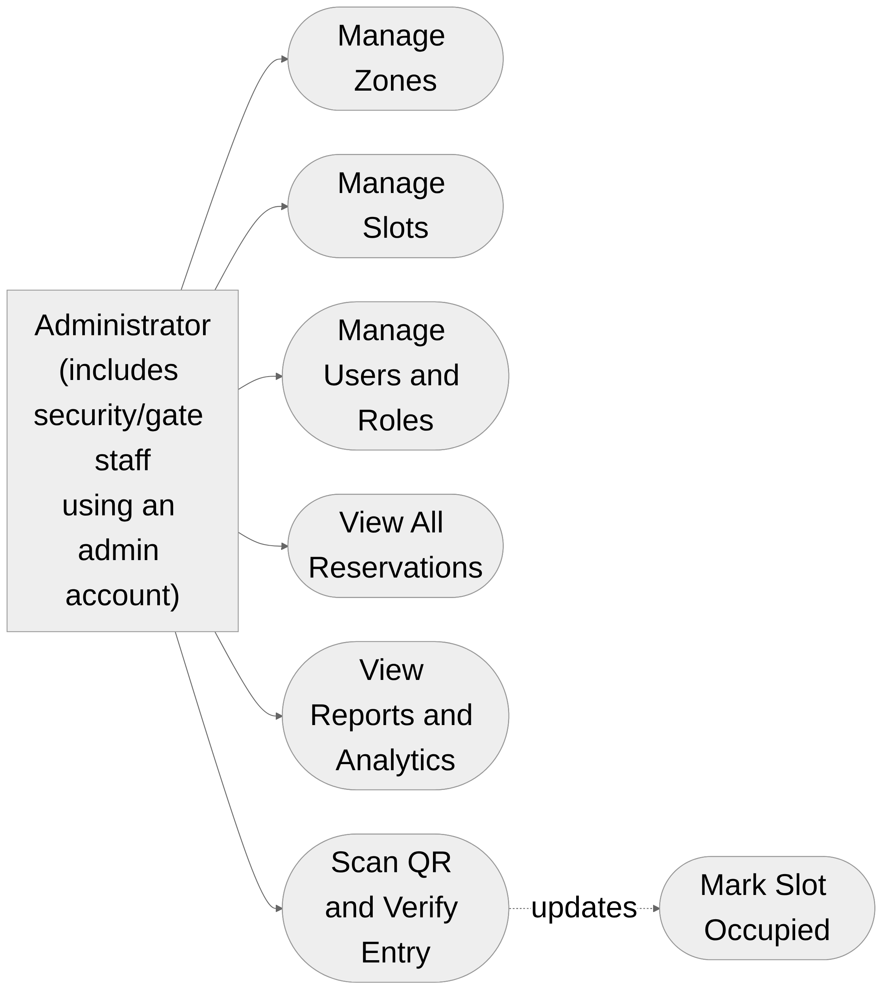 Administrator
(includes
security/gate
staff
using an
admin
account)
Manage
Zones
Manage
Slots
Manage
Users and
Roles
View All
Reservations
View
Reports and
Analytics
Scan QR
and Verify
Entry
updates
Mark Slot
Occupied